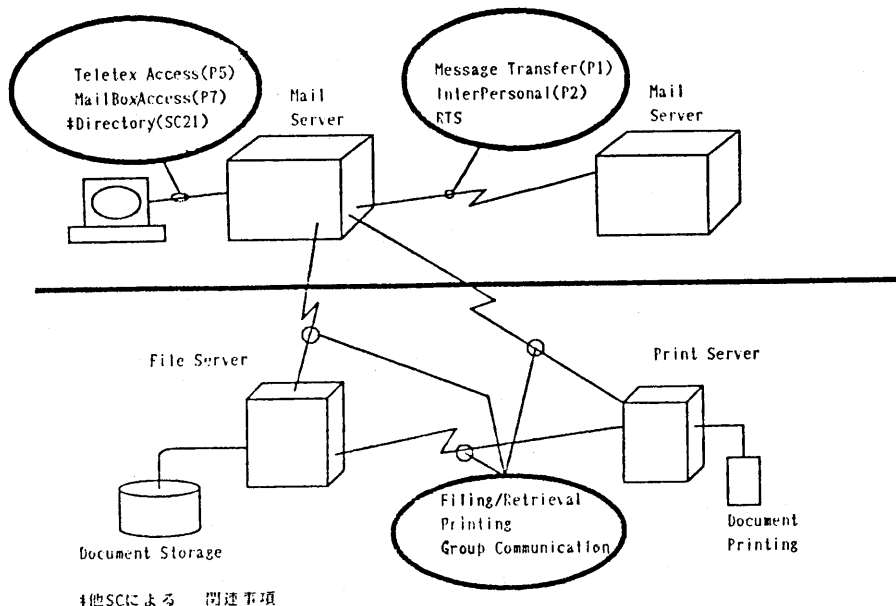 Teletex Access(P5)
MailBoxAccess(P7)
‡Directory(SC21)
Mail
Server
Message Transfer(P1)
InterPersonal(P2)
RTS
Mail
Server
File Server
Print Server
Filing/Retrieval
Printing
Group Communication
Document Storage
Document
Printing
‡他SCによる 関連事項